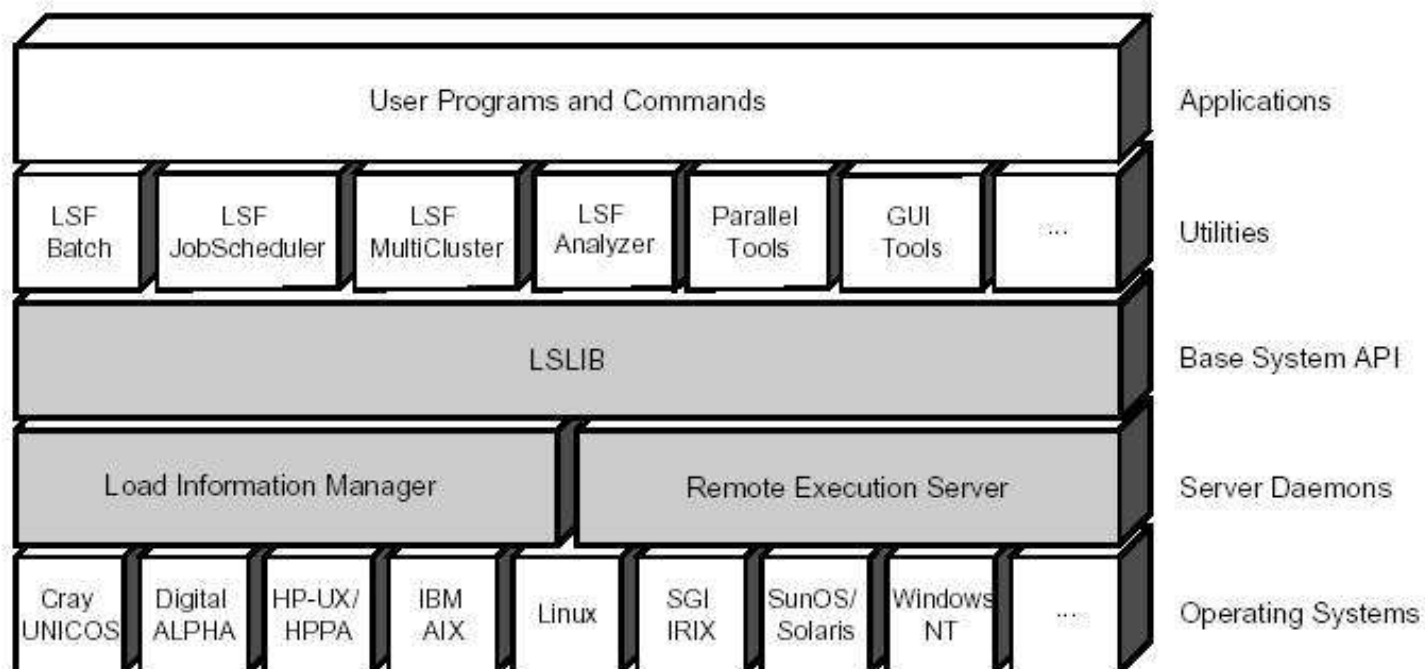 User Programs and Commands
Applications
LSF
Batch
LSF
JobScheduler
LSF
MultiCluster
LSF
Analyzer
Parallel
Tools
GUI
Tools
...
Utilities
LSLIB
Base System API
Load Information Manager
Remote Execution Server
Server Daemons
Cray
UNICOS
Digital
ALPHA
HP-UX/
HPPA
IBM
AIX
Linux
SGI
IRIX
SunOS/
Solaris
Windows
NT
...
Operating Systems